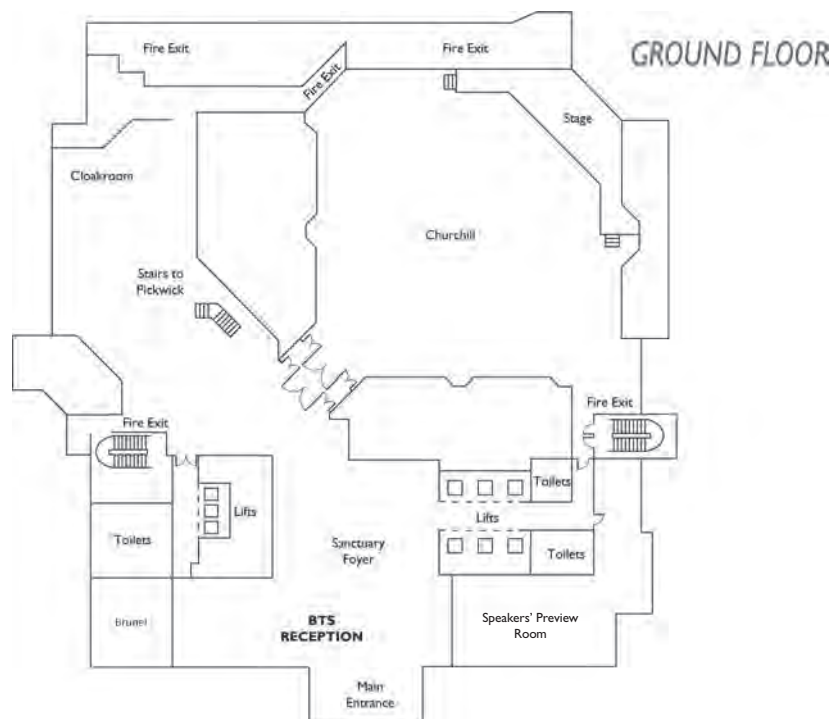 GROUND FLOOR
Fire Exit
Fire Exit
Fire Exit
Stage
Cloakroom
Churchill
Stairs to
Pickwick
Fire Exit
Fire Exit
Toilets
Lifts
Lifts
Toilets
Sanctuary
Foyer
Toilets
Brunel
BTS
RECEPTION
Speakers' Preview
Room
Main
Entrance